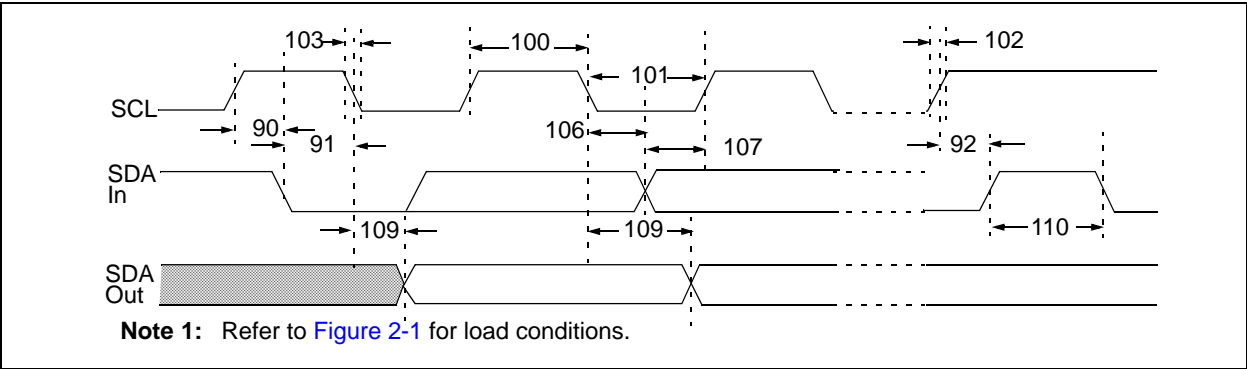 103 100 102
101
SCL
90 106
91 107 92
SDA
In
109 109 110
SDA
Out
Note 1: Refer to Figure 2-1 for load conditions.